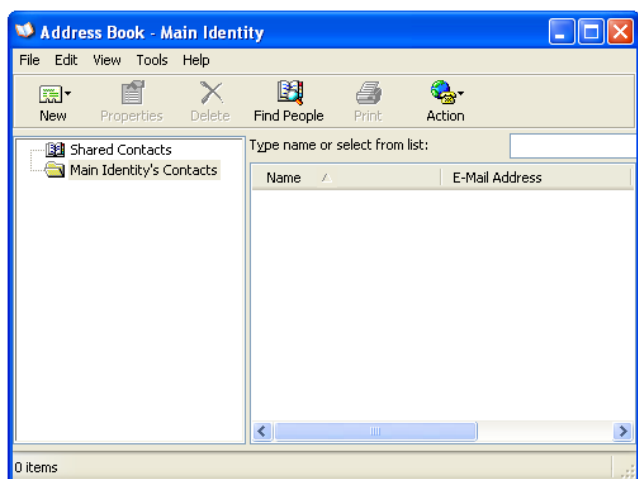 Address Book - Main Identity
File Edit View Tools Help
New Properties Delete Find People Print Action
Shared Contacts
Main Identity's Contacts
Type name or select from list:
Name E-Mail Address
0 items